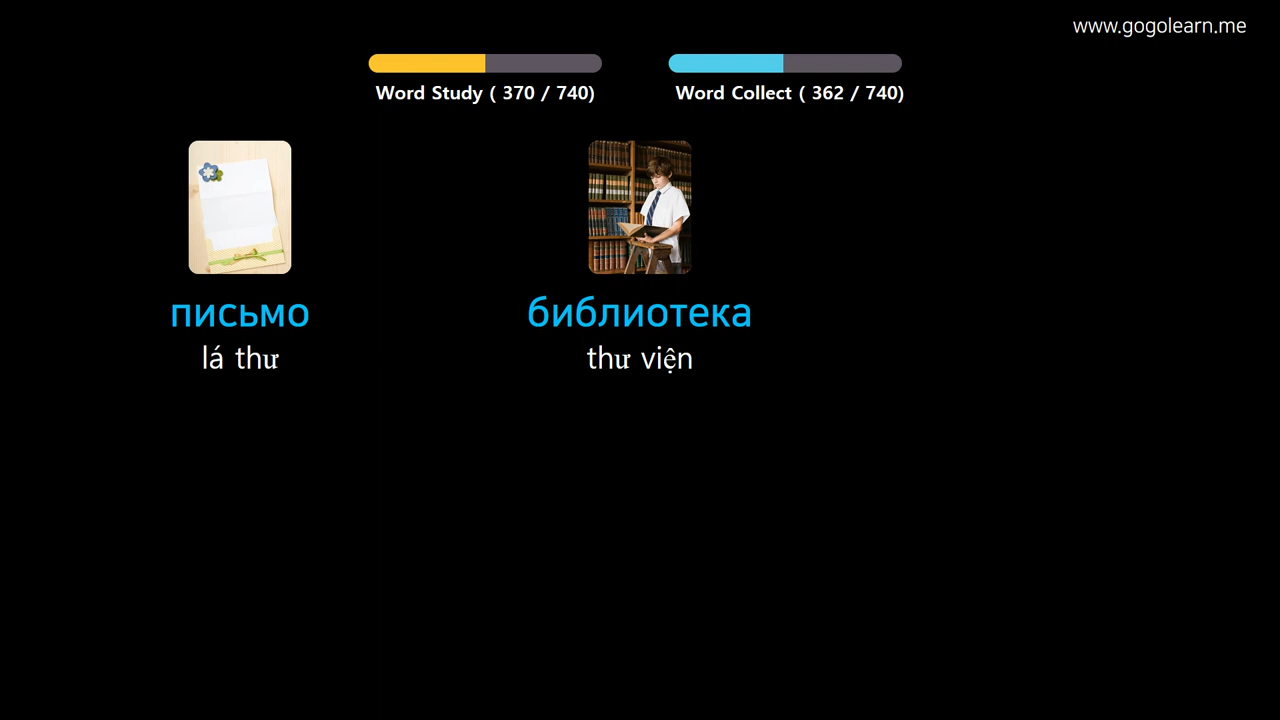 www.gogolearn.me
Word Study ( 370 / 740)
Word Collect ( 362 / 740)
письмо
lá thư
библиотека
thư viện